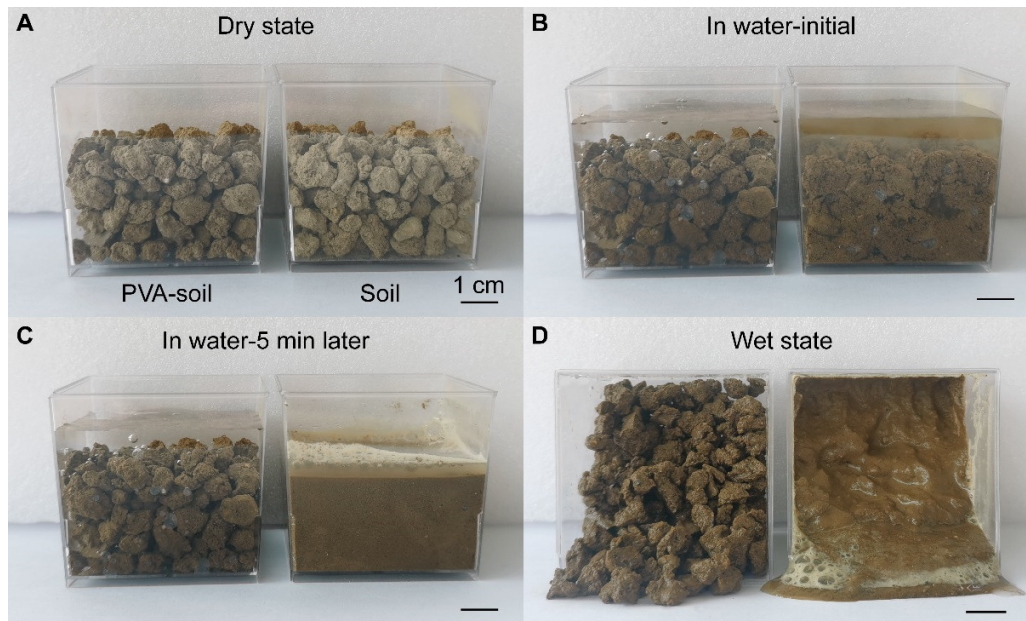 A
Dry state
PVA-soil
Soil
1 cm
B
In water-initial
C
In water-5 min later
D
Wet state